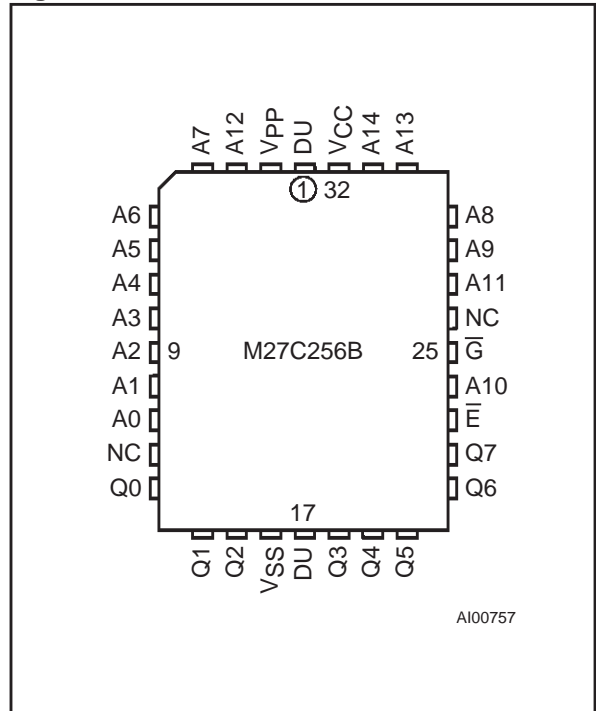 A7 A12 VPP DU VCC A14 A13
1 32
A6 A8
A5 A9
A4 A11
A3 NC
A2 9 M27C256B 25 G̅
A1 A10
A0 E̅
NC Q7
Q0 Q6
17
Q1 Q2 VSS DU Q3 Q4 Q5
AI00757